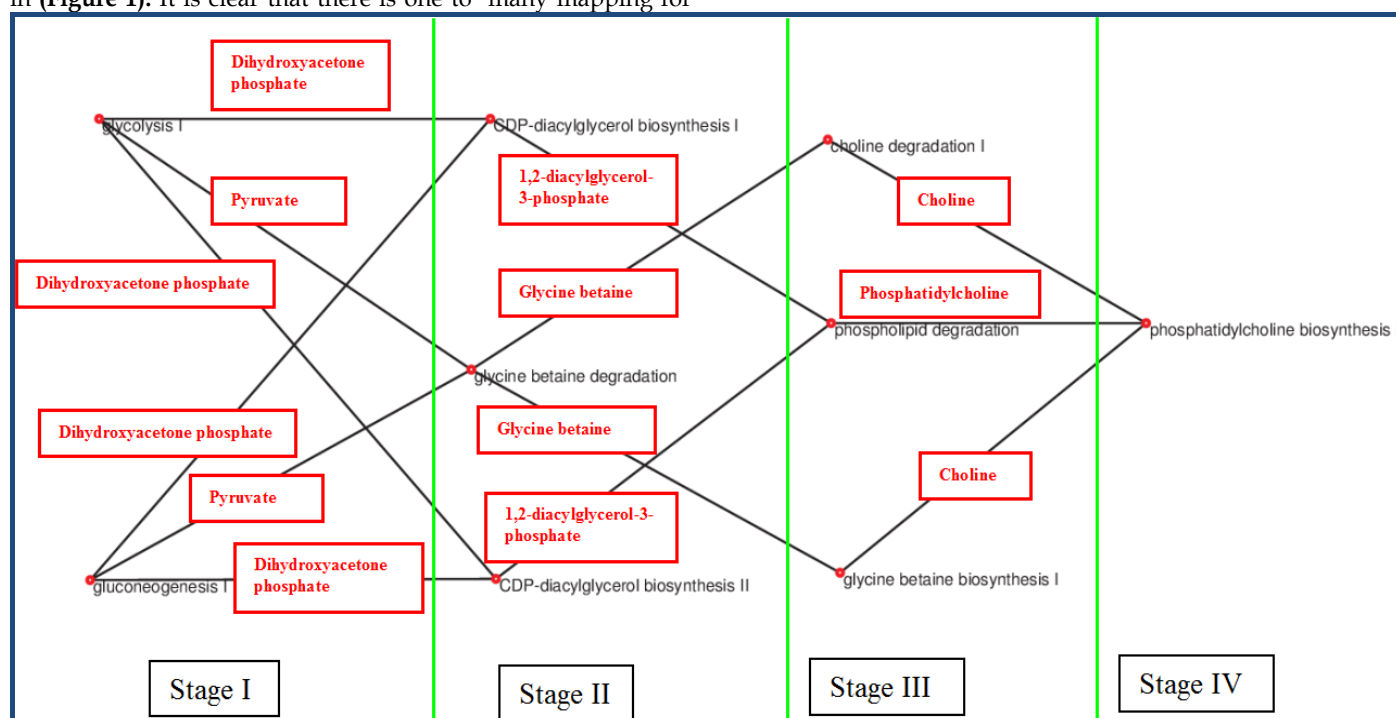 in (Figure 1). It is clear that there is one to many mapping for
Dihydroxyacetone
phosphate
glycolysis I
CDP-diacylglycerol biosynthesis I
choline degradation I
1,2-diacylglycerol-
3-phosphate
Pyruvate
Choline
Dihydroxyacetone phosphate
Glycine betaine
Phosphatidylcholine
phospholipid degradation
phosphatidylcholine biosynthesis
glycine betaine degradation
Dihydroxyacetone phosphate
Glycine betaine
Choline
Pyruvate
1,2-diacylglycerol-3-
phosphate
Dihydroxyacetone
phosphate
gluconeogenesis I
CDP-diacylglycerol biosynthesis II
glycine betaine biosynthesis I
Stage I
Stage II
Stage III
Stage IV